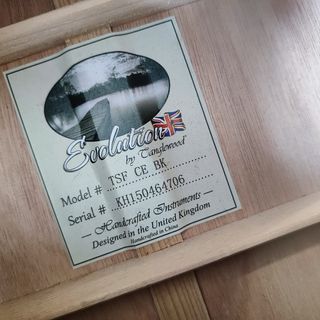 Evolution
by Tanglewood
Model # TSF CE BK
Serial # KH150464706
Handcrafted Instruments
Designed in the United Kingdom
Handcrafted in China